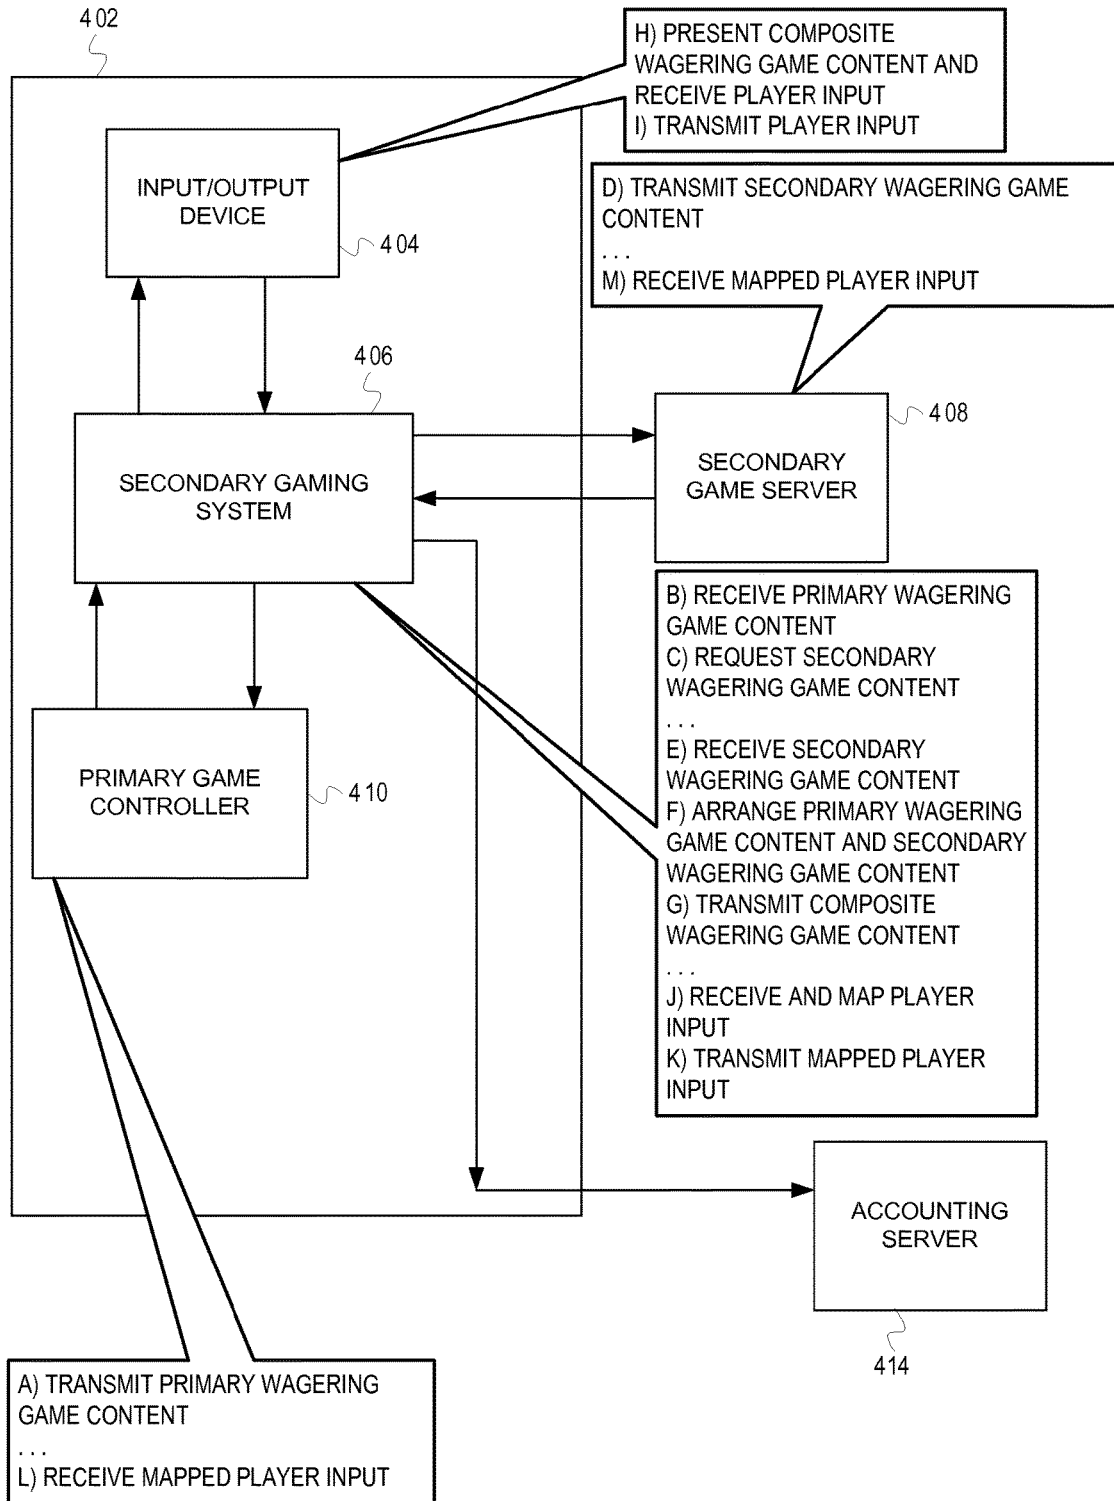 402
H) PRESENT COMPOSITE
WAGERING GAME CONTENT AND
RECEIVE PLAYER INPUT
I) TRANSMIT PLAYER INPUT
INPUT/OUTPUT
DEVICE
404
D) TRANSMIT SECONDARY WAGERING GAME
CONTENT
. . .
M) RECEIVE MAPPED PLAYER INPUT
406
SECONDARY GAMING
SYSTEM
408
SECONDARY
GAME SERVER
B) RECEIVE PRIMARY WAGERING
GAME CONTENT
C) REQUEST SECONDARY
WAGERING GAME CONTENT
. . .
E) RECEIVE SECONDARY
WAGERING GAME CONTENT
F) ARRANGE PRIMARY WAGERING
GAME CONTENT AND SECONDARY
WAGERING GAME CONTENT
G) TRANSMIT COMPOSITE
WAGERING GAME CONTENT
. . .
J) RECEIVE AND MAP PLAYER
INPUT
K) TRANSMIT MAPPED PLAYER
INPUT
PRIMARY GAME
CONTROLLER
410
ACCOUNTING
SERVER
414
A) TRANSMIT PRIMARY WAGERING
GAME CONTENT
. . .
L) RECEIVE MAPPED PLAYER INPUT